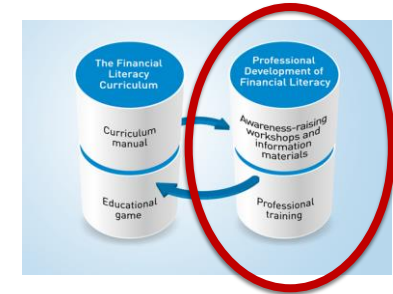 The Financial
Literacy
Curriculum
Curriculum
manual
Educational
game
Professional
Development of
Financial Literacy
Awareness-raising
workshops and
information
materials
Professional
training